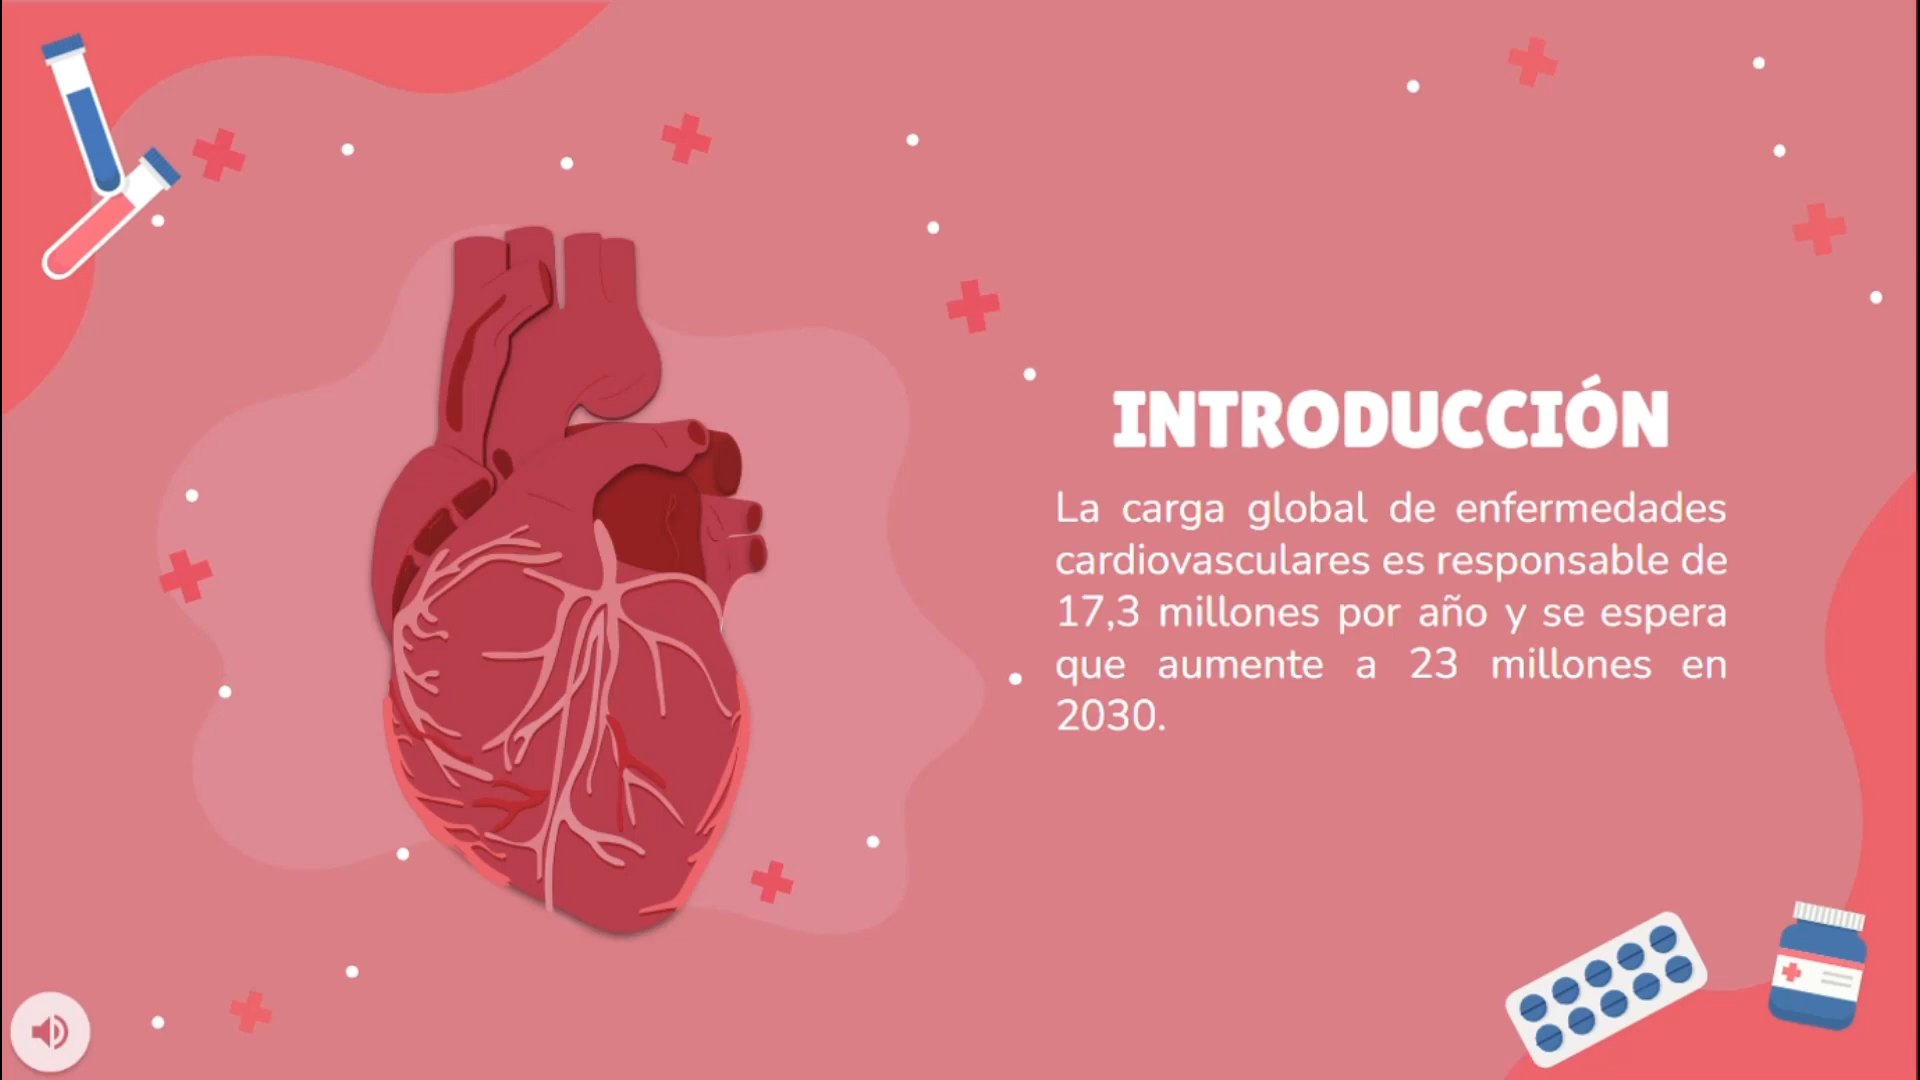 INTRODUCCIÓN
La carga global de enfermedades
cardiovasculares es responsable de
17,3 millones por año y se espera
que aumente a 23 millones en
2030.